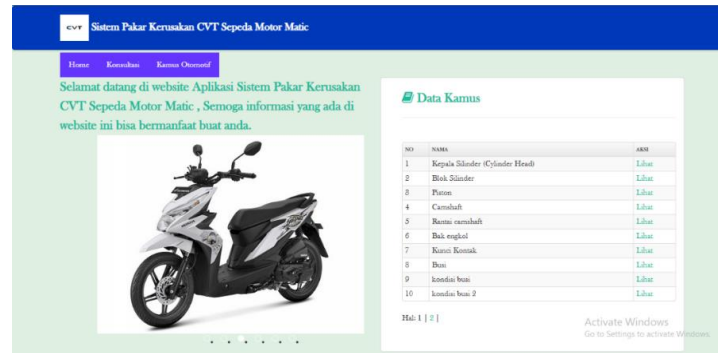 CVT Sistem Pakar Kerusakan CVT Sepeda Motor Matic
Home Konsultasi Kamus Otomotif
Selamat datang di website Aplikasi Sistem Pakar Kerusakan
CVT Sepeda Motor Matic , Semoga informasi yang ada di
website ini bisa bermanfaat buat anda.
Data Kamus
NO NAMA AKSI
1 Kepala Silinder (Cylinder Head) Lihat
2 Blok Silinder Lihat
3 Piston Lihat
4 Camshaft Lihat
5 Rantai camshaft Lihat
6 Bak engkol Lihat
7 Kunci Kontak Lihat
8 Busi Lihat
9 kondisi busi Lihat
10 kondisi busi 2 Lihat
Hal: 1 | 2 |
Activate Windows
Go to Settings to activate Windows.